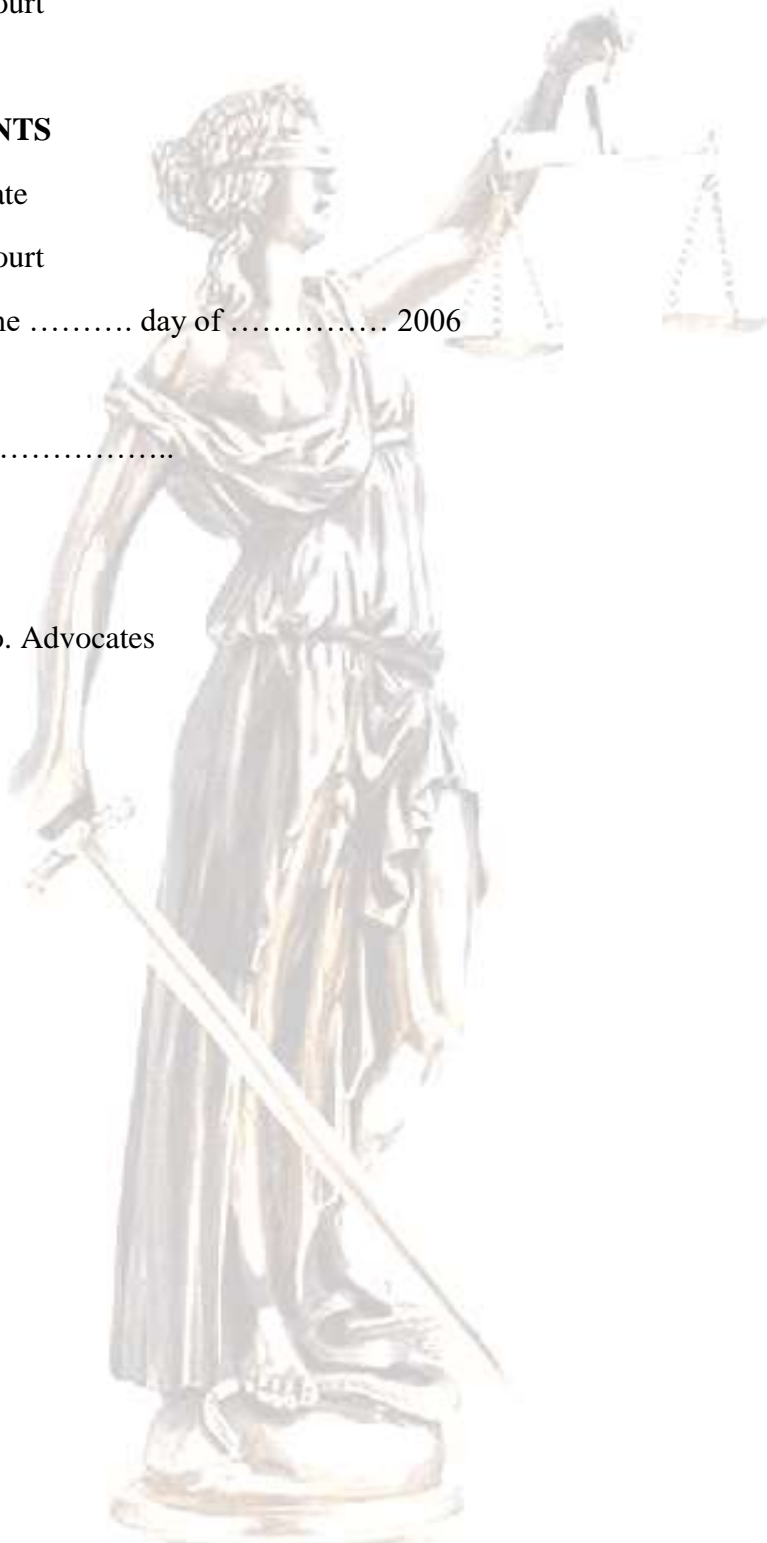 ourt
NTS
ate
ourt
ne ………. day of …………… 2006
……………………..
o. Advocates